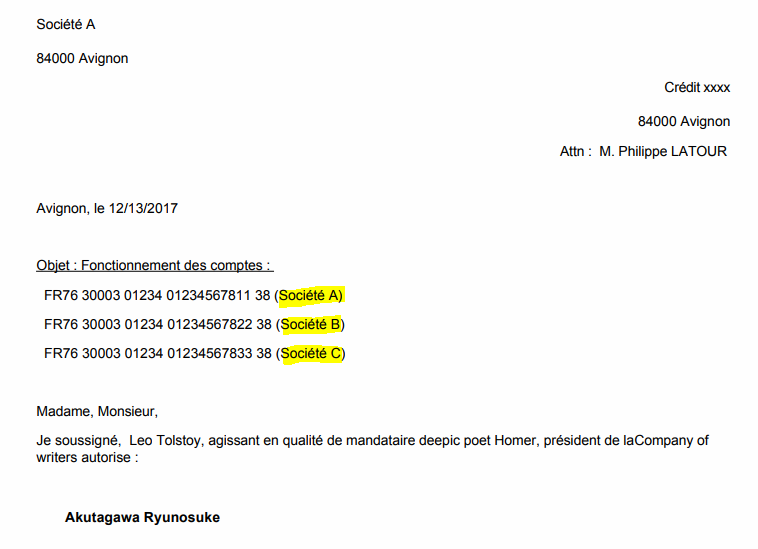 Société A
84000 Avignon
Crédit xxxx
84000 Avignon
Attn : M. Philippe LATOUR
Avignon, le 12/13/2017
Objet : Fonctionnement des comptes :
FR76 30003 01234 01234567811 38 (Société A)
FR76 30003 01234 01234567822 38 (Société B)
FR76 30003 01234 01234567833 38 (Société C)
Madame, Monsieur,
Je soussigné, Leo Tolstoy, agissant en qualité de mandataire deepic poet Homer, président de laCompany of
writers autorise :
Akutagawa Ryunosuke